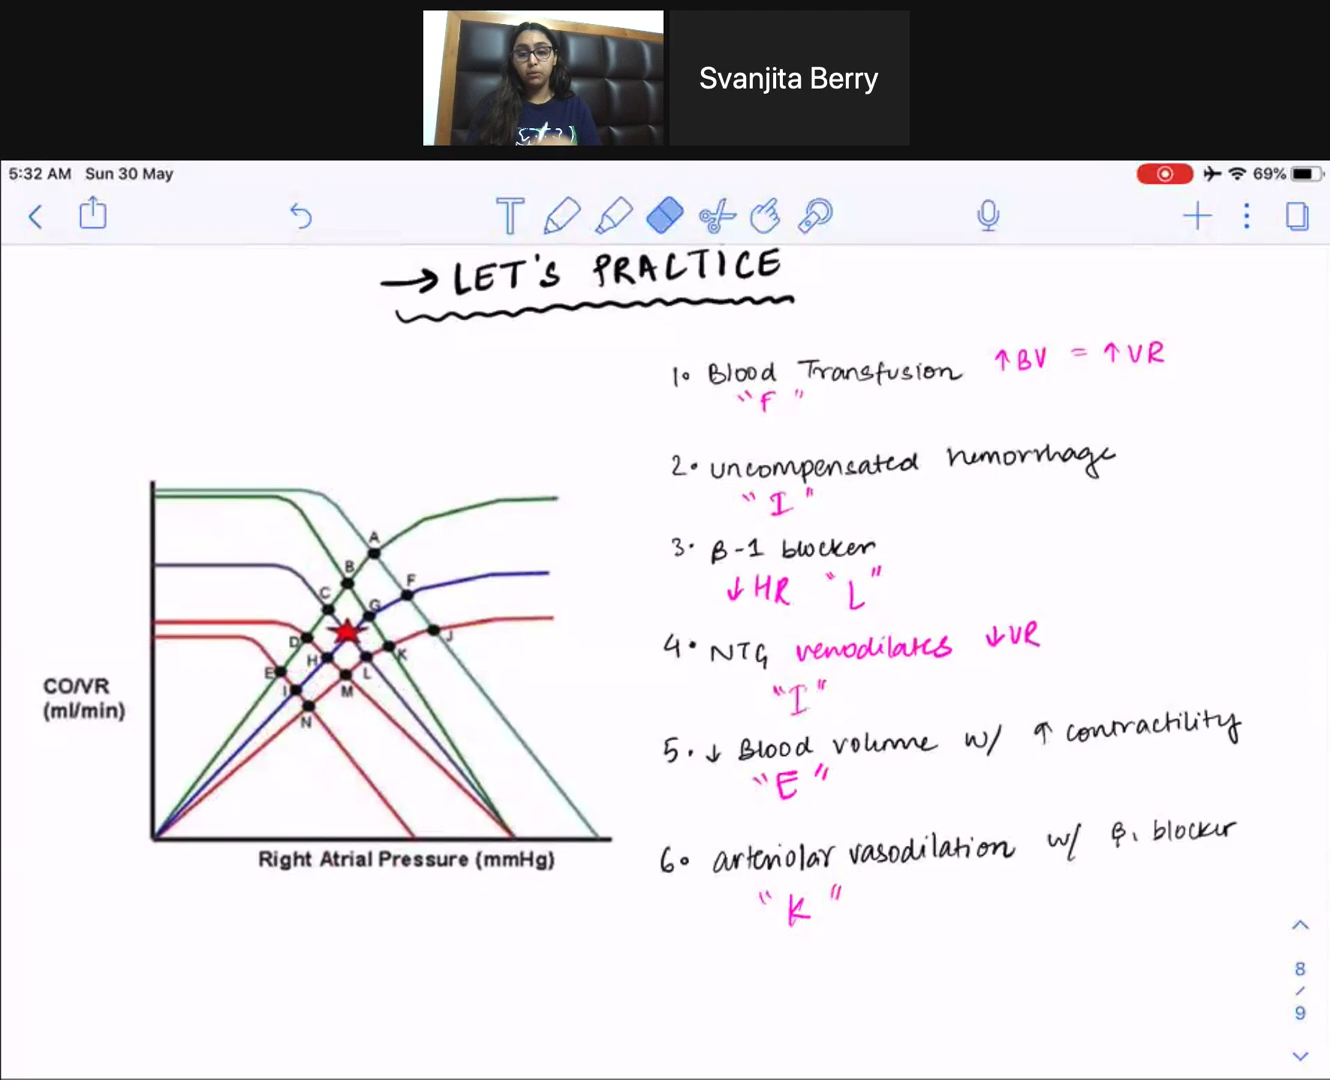 Svanjita Berry
5:32 AM Sun 30 May
69%
T
→ LET'S PRACTICE
1. Blood Transfusion ↑BV = ↑VR
"F"
2. uncompensated hemorrhage
"I"
3. β-1 blocker
↓HR "L"
4. NTG venodilates ↓VR
"I"
5. ↓ Blood volume w/ ↑ contractility
"E"
6. arteriolar vasodilation w/ β1 blocker
"K"
A
B
C
F
G
D
J
H
K
E
L
I
M
N
CO/VR
(ml/min)
Right Atrial Pressure (mmHg)
8
/
9